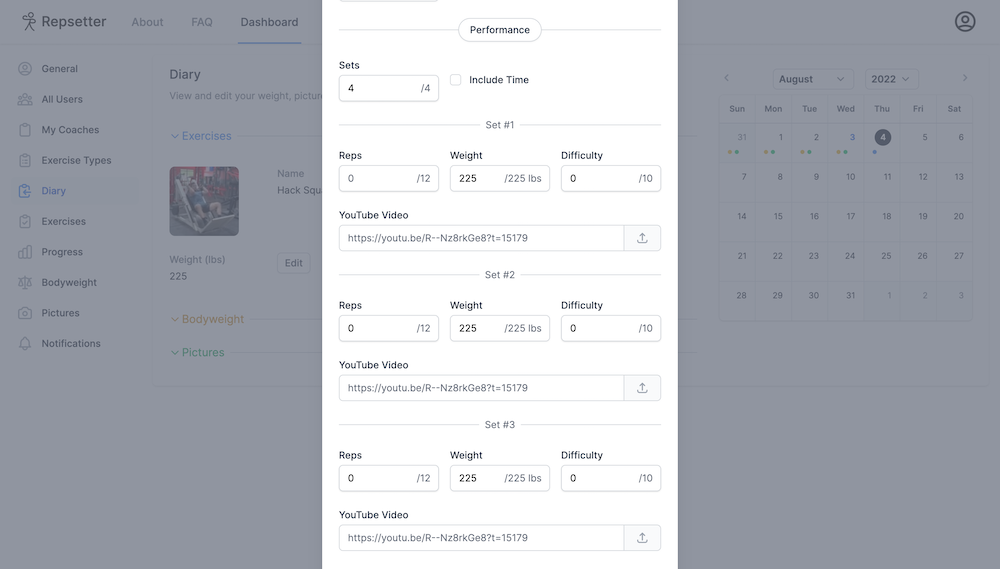 Repsetter
About
FAQ
Dashboard
General
All Users
My Coaches
Exercise Types
Diary
Exercises
Progress
Bodyweight
Pictures
Notifications
Diary
View and edit your weight, pictur
Exercises
Name
Hack Squ
Weight (lbs)
225
Edit
Bodyweight
Pictures
Performance
Sets
4 /4
Include Time
Set #1
Reps Weight Difficulty
0 /12 225 /225 lbs 0 /10
YouTube Video
https://youtu.be/R--Nz8rkGe8?t=15179
Set #2
Reps Weight Difficulty
0 /12 225 /225 lbs 0 /10
YouTube Video
https://youtu.be/R--Nz8rkGe8?t=15179
Set #3
Reps Weight Difficulty
0 /12 225 /225 lbs 0 /10
YouTube Video
https://youtu.be/R--Nz8rkGe8?t=15179
August 2022
Sun Mon Tue Wed Thu Fri Sat
31 1 2 3 4 5 6
7 8 9 10 11 12 13
14 15 16 17 18 19 20
21 22 23 24 25 26 27
28 29 30 31 1 2 3